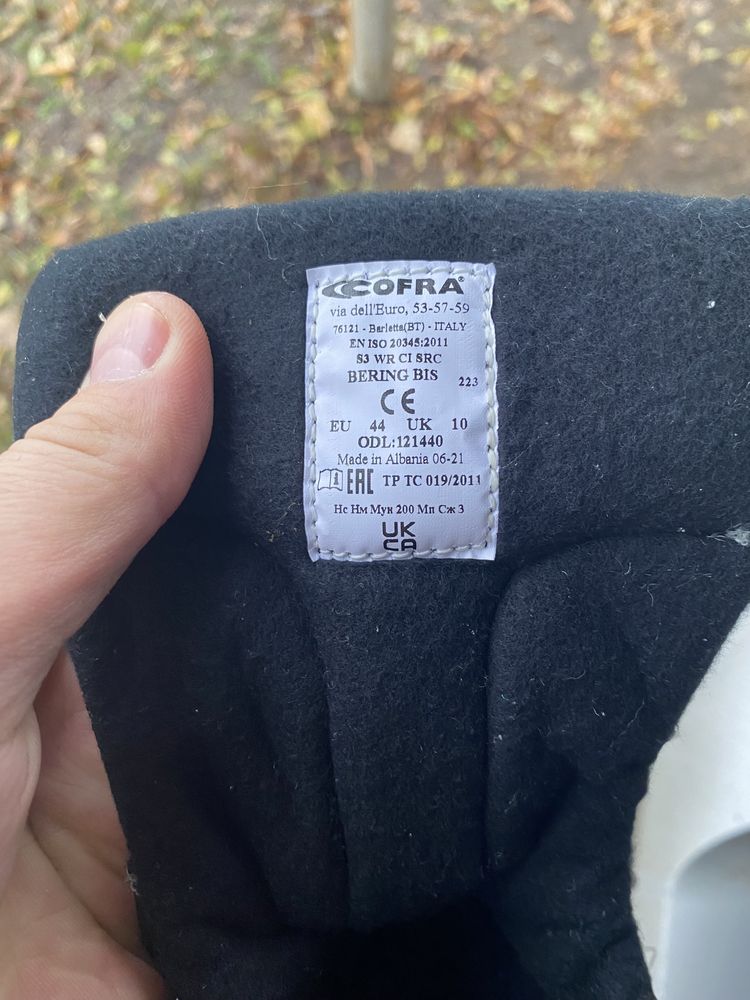 COFRA®
via dell'Euro, 53-57-59
76121 - Barletta(BT) - ITALY
EN ISO 20345:2011
S3 WR CI SRC
BERING BIS 223
CE
EU 44 UK 10
ODL:121440
Made in Albania 06-21
EAC ТР ТС 019/2011
Нс Нм Мун 200 Мп Сж 3
UK
CA